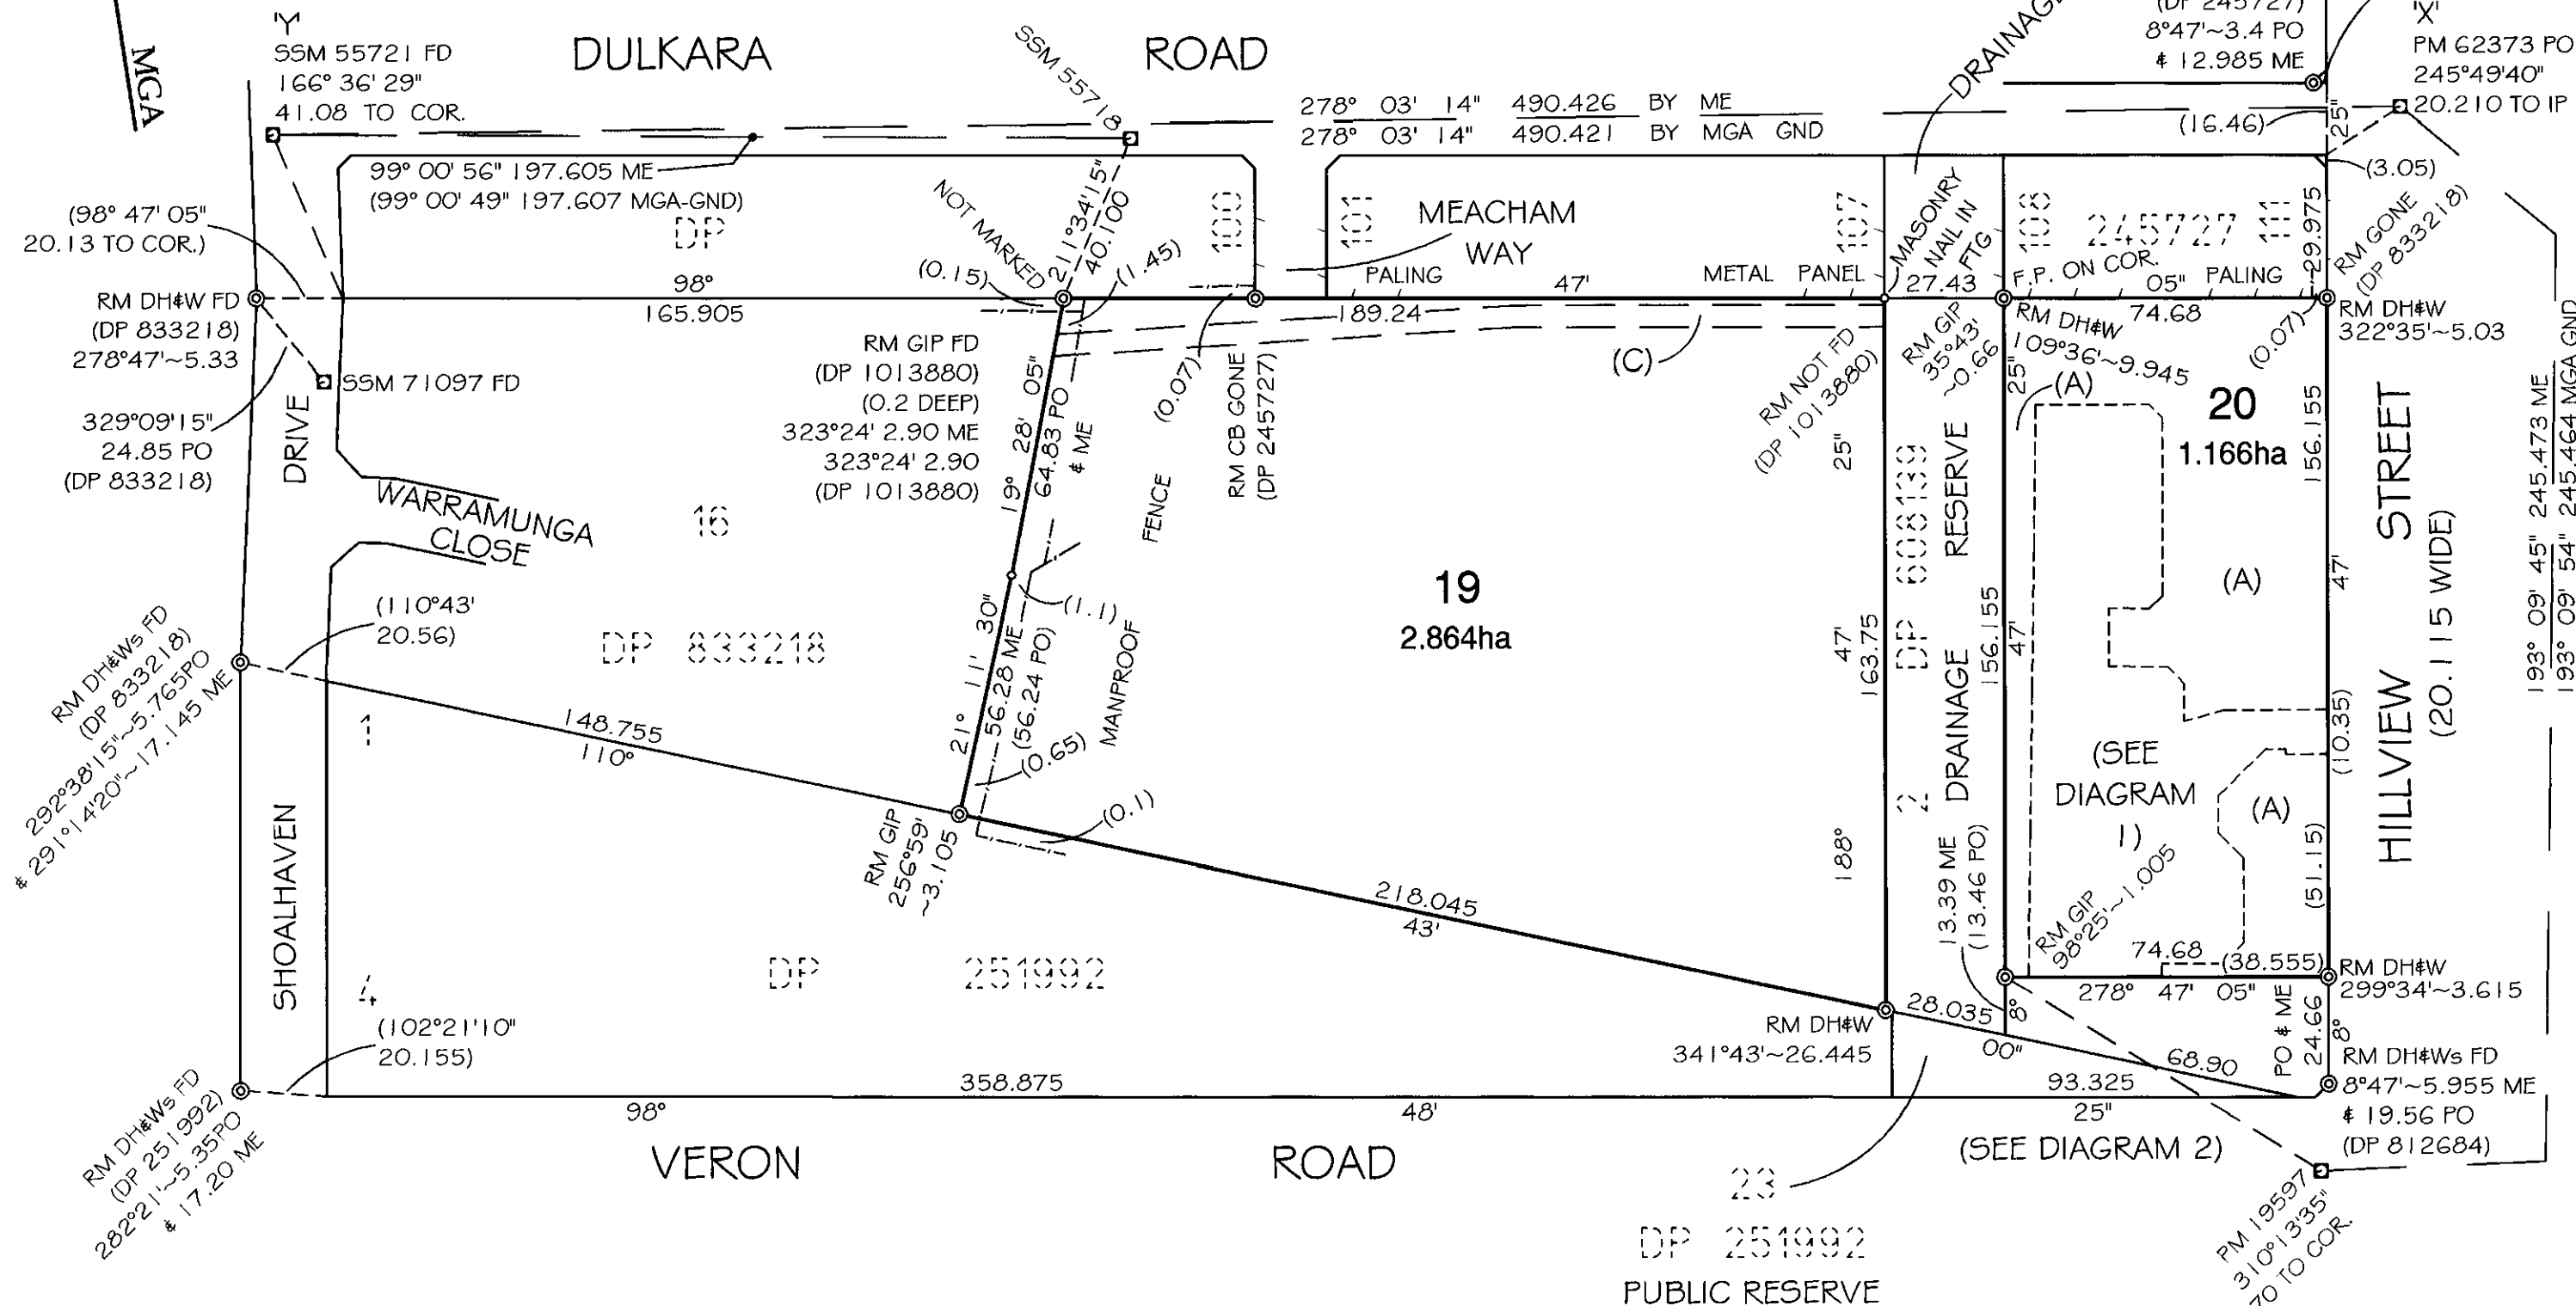 MGA
'Y'
SSM 55721 FD
166° 36' 29"
41.08 TO COR.
DULKARA
ROAD
SSM 55718
DRAINAGE
(DP 245727)
8°47'~3.4 PO
& 12.985 ME
'X'
PM 62373 PO
245°49'40"
20.210 TO IP
278° 03' 14" 490.426 BY ME
278° 03' 14" 490.421 BY MGA GND
(16.46)
25"
(3.05)
99° 00' 56" 197.605 ME
(99° 00' 49" 197.607 MGA-GND)
DP
(98° 47' 05"
20.13 TO COR.)
NOT MARKED
211°34'15"
40.100
(1.45)
(0.15)
100
101
MEACHAM
WAY
107
MASONRY
NAIL IN
FTG
108
245727
111
29.975
RM GONE
(DP 833218)
RM DH&W FD
(DP 833218)
278°47'~5.33
98°
165.905
PALING
47'
189.24
METAL PANEL
27.43
F.P. ON COR.
05"
PALING
74.68
RM DH&W
322°35'~5.03
(0.07)
SSM 71097 FD
329°09'15"
24.85 PO
(DP 833218)
DRIVE
WARRAMUNGA
CLOSE
16
RM GIP FD
(DP 1013880)
(0.2 DEEP)
323°24' 2.90 ME
323°24' 2.90
(DP 1013880)
19° 28' 05"
64.83 PO
& ME
FENCE
(0.07)
RM CB GONE
(DP 245727)
(C)
RM NOT FD
(DP 1013880)
RM GIP
35°43'
~0.66
RM DH&W
109°36'~9.945
25"
(A)
20
1.166ha
156.155
STREET
193° 09' 45" 245.473 ME
193° 09' 54" 245.464 MGA GND
25"
DP 608139
RESERVE
19
2.864ha
(A)
47'
(20.115 WIDE)
(110°43'
20.56)
DP 833218
21° 11' 30"
56.28 ME
(56.24 PO)
(1.1)
MANPROOF
(0.65)
(0.1)
47'
163.75
156.155
47'
RM DH&Ws FD
(DP 833218)
292°38'15"~5.765PO
& 291°14'20"~17.145 ME
1
148.755
110°
(SEE
DIAGRAM
1)
(A)
(10.35)
HILLVIEW
(51.15)
2
DRAINAGE
188°
13.39 ME
(13.46 PO)
RM GIP
256°59'
~3.105
SHOALHAVEN
218.045
43'
DP 251992
4
(102°21'10"
20.155)
RM GIP
98°25'~1.005
74.68
(38.555)
278° 47' 05"
RM DH&W
299°34'~3.615
RM DH&W
341°43'~26.445
28.035
8°
00"
68.90
PO & ME
24.66
8°
RM DH&Ws FD
8°47'~5.955 ME
& 19.56 PO
(DP 812684)
RM DH&Ws FD
(DP 251992)
282°21'~5.35PO
& 17.20 ME
358.875
98°
48'
93.325
25"
VERON
ROAD
(SEE DIAGRAM 2)
23
DP 251992
PUBLIC RESERVE
PM 19597
310°13'35"
70 TO COR.